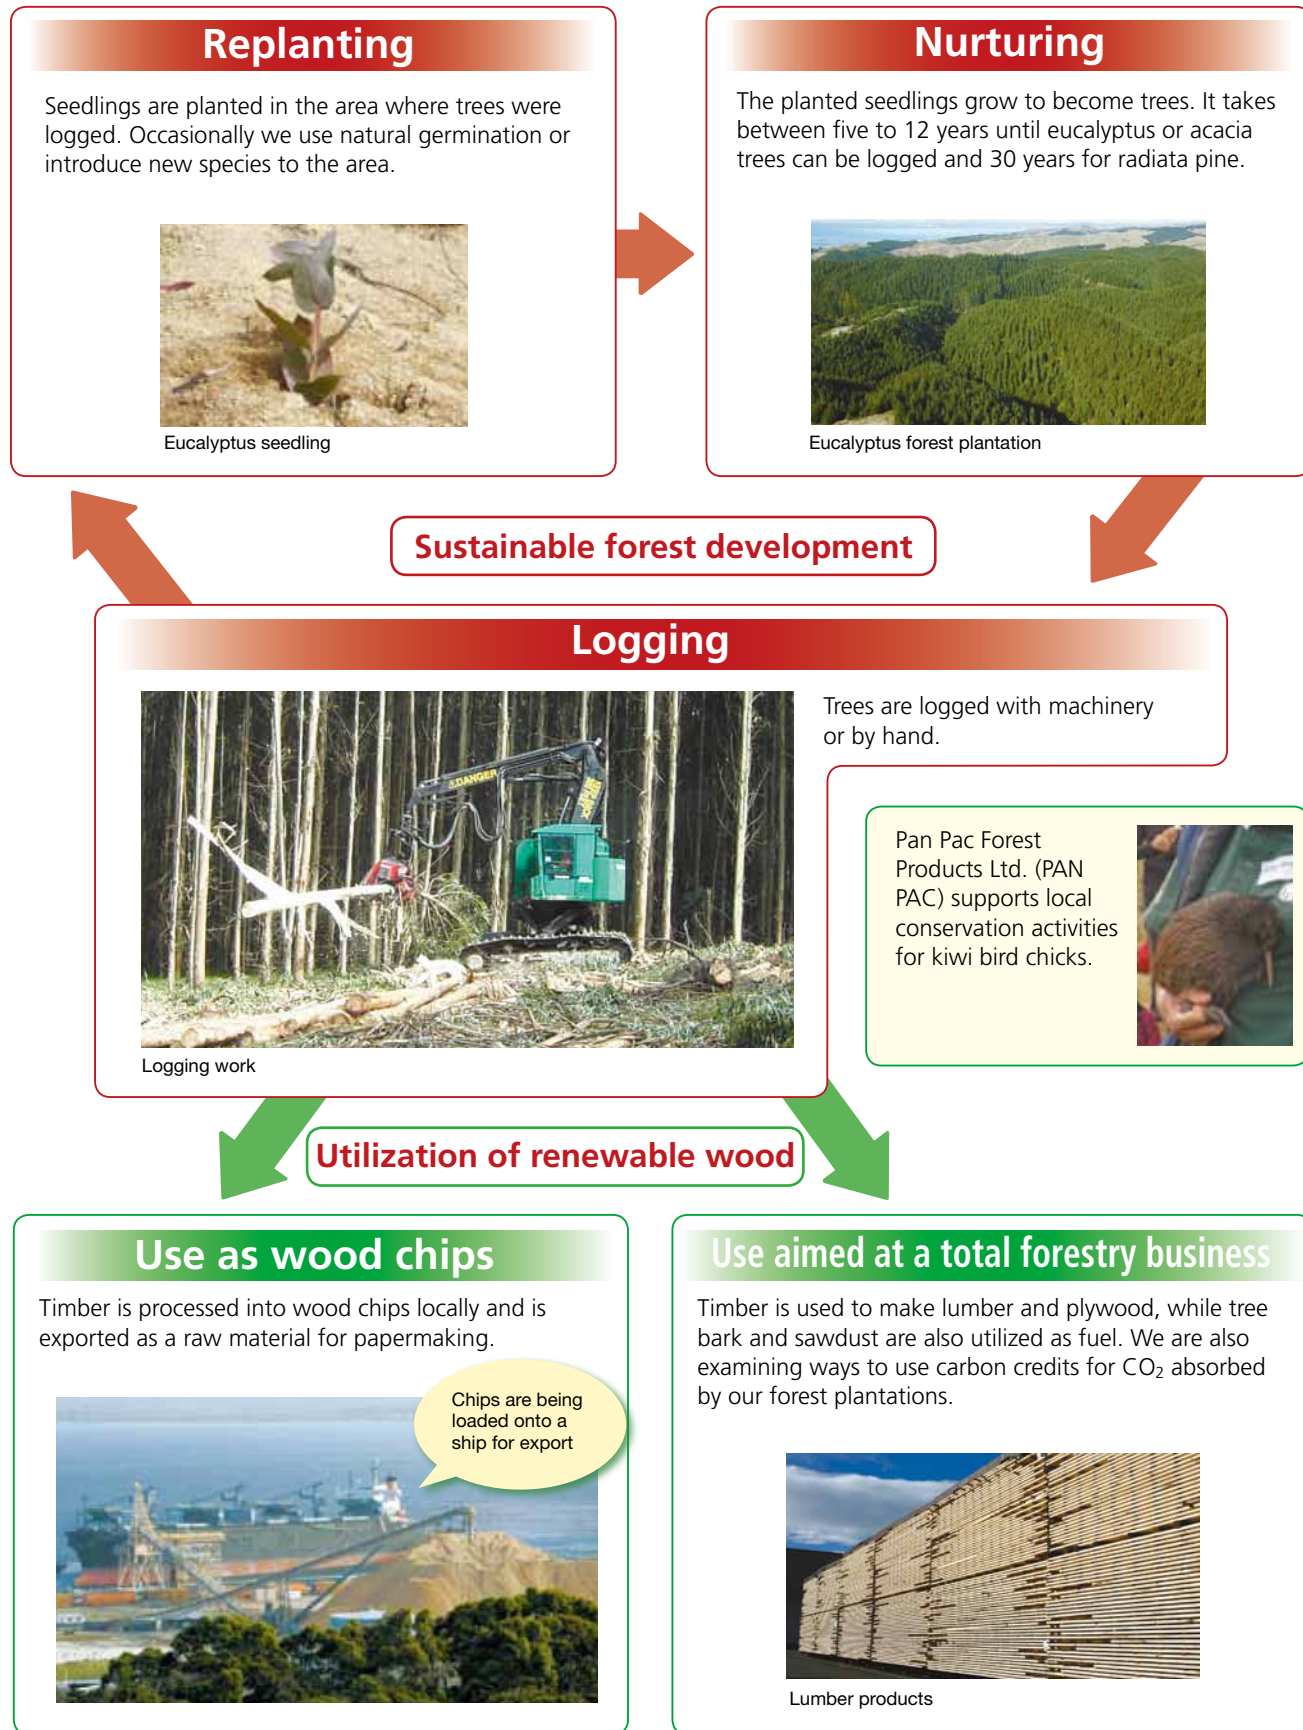 Replanting
Seedlings are planted in the area where trees were
logged. Occasionally we use natural germination or
introduce new species to the area.
Eucalyptus seedling
Nurturing
The planted seedlings grow to become trees. It takes
between five to 12 years until eucalyptus or acacia
trees can be logged and 30 years for radiata pine.
Eucalyptus forest plantation
Sustainable forest development
Logging
Trees are logged with machinery
or by hand.
DANGER
Logging work
Pan Pac Forest
Products Ltd. (PAN
PAC) supports local
conservation activities
for kiwi bird chicks.
Utilization of renewable wood
Use as wood chips
Timber is processed into wood chips locally and is
exported as a raw material for papermaking.
Chips are being
loaded onto a
ship for export
Use aimed at a total forestry business
Timber is used to make lumber and plywood, while tree
bark and sawdust are also utilized as fuel. We are also
examining ways to use carbon credits for CO₂ absorbed
by our forest plantations.
Lumber products